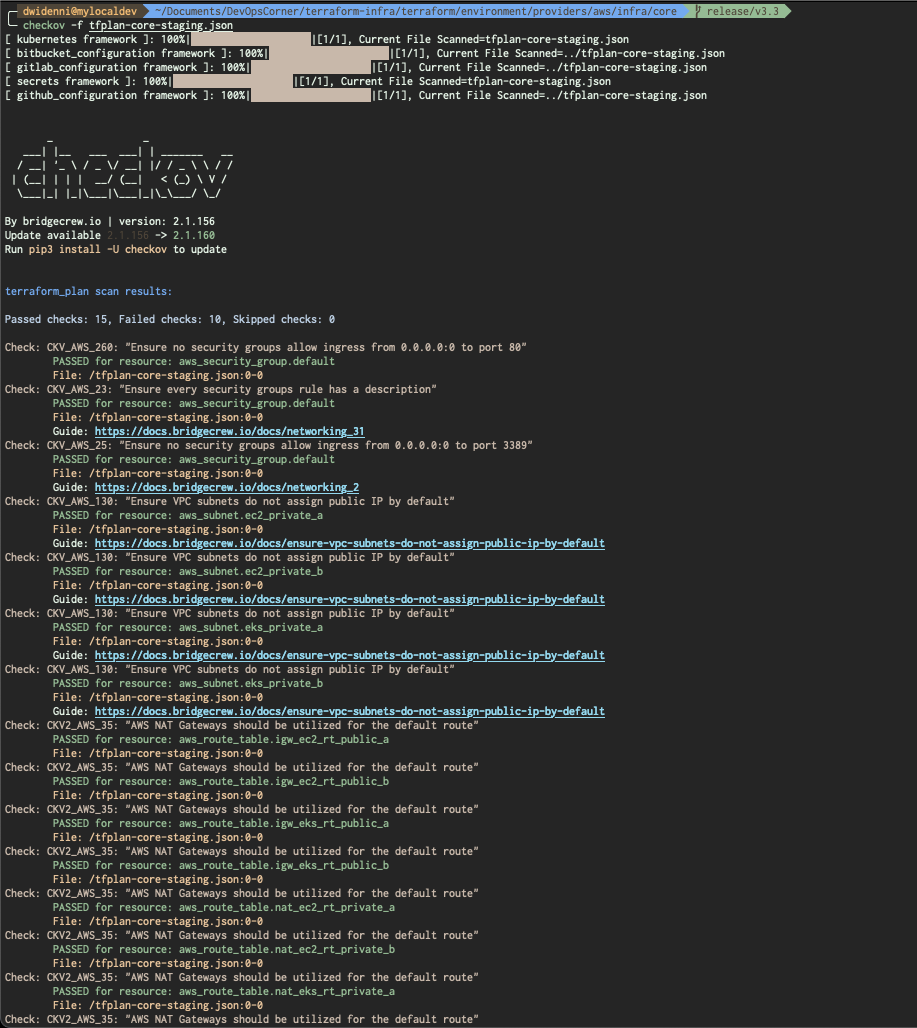 dwidenni@mylocaldev ~/Documents/DevOpsCorner/terraform-infra/terraform/environment/providers/aws/infra/core release/v3.3
checkov -f tfplan-core-staging.json
[ kubernetes framework ]: 100%| |[1/1], Current File Scanned=tfplan-core-staging.json
[ bitbucket_configuration framework ]: 100%| |[1/1], Current File Scanned=../tfplan-core-staging.json
[ gitlab_configuration framework ]: 100%| |[1/1], Current File Scanned=../tfplan-core-staging.json
[ secrets framework ]: 100%| |[1/1], Current File Scanned=tfplan-core-staging.json
[ github_configuration framework ]: 100%| |[1/1], Current File Scanned=../tfplan-core-staging.json
checkov
By bridgecrew.io | version: 2.1.156
Update available 2.1.156 -> 2.1.160
Run pip3 install -U checkov to update
terraform_plan scan results:
Passed checks: 15, Failed checks: 10, Skipped checks: 0
Check: CKV_AWS_260: "Ensure no security groups allow ingress from 0.0.0.0:0 to port 80"
PASSED for resource: aws_security_group.default
File: /tfplan-core-staging.json:0-0
Check: CKV_AWS_23: "Ensure every security groups rule has a description"
PASSED for resource: aws_security_group.default
File: /tfplan-core-staging.json:0-0
Guide: https://docs.bridgecrew.io/docs/networking_31
Check: CKV_AWS_25: "Ensure no security groups allow ingress from 0.0.0.0:0 to port 3389"
PASSED for resource: aws_security_group.default
File: /tfplan-core-staging.json:0-0
Guide: https://docs.bridgecrew.io/docs/networking_2
Check: CKV_AWS_130: "Ensure VPC subnets do not assign public IP by default"
PASSED for resource: aws_subnet.ec2_private_a
File: /tfplan-core-staging.json:0-0
Guide: https://docs.bridgecrew.io/docs/ensure-vpc-subnets-do-not-assign-public-ip-by-default
Check: CKV_AWS_130: "Ensure VPC subnets do not assign public IP by default"
PASSED for resource: aws_subnet.ec2_private_b
File: /tfplan-core-staging.json:0-0
Guide: https://docs.bridgecrew.io/docs/ensure-vpc-subnets-do-not-assign-public-ip-by-default
Check: CKV_AWS_130: "Ensure VPC subnets do not assign public IP by default"
PASSED for resource: aws_subnet.eks_private_a
File: /tfplan-core-staging.json:0-0
Guide: https://docs.bridgecrew.io/docs/ensure-vpc-subnets-do-not-assign-public-ip-by-default
Check: CKV_AWS_130: "Ensure VPC subnets do not assign public IP by default"
PASSED for resource: aws_subnet.eks_private_b
File: /tfplan-core-staging.json:0-0
Guide: https://docs.bridgecrew.io/docs/ensure-vpc-subnets-do-not-assign-public-ip-by-default
Check: CKV2_AWS_35: "AWS NAT Gateways should be utilized for the default route"
PASSED for resource: aws_route_table.igw_ec2_rt_public_a
File: /tfplan-core-staging.json:0-0
Check: CKV2_AWS_35: "AWS NAT Gateways should be utilized for the default route"
PASSED for resource: aws_route_table.igw_ec2_rt_public_b
File: /tfplan-core-staging.json:0-0
Check: CKV2_AWS_35: "AWS NAT Gateways should be utilized for the default route"
PASSED for resource: aws_route_table.igw_eks_rt_public_a
File: /tfplan-core-staging.json:0-0
Check: CKV2_AWS_35: "AWS NAT Gateways should be utilized for the default route"
PASSED for resource: aws_route_table.igw_eks_rt_public_b
File: /tfplan-core-staging.json:0-0
Check: CKV2_AWS_35: "AWS NAT Gateways should be utilized for the default route"
PASSED for resource: aws_route_table.nat_ec2_rt_private_a
File: /tfplan-core-staging.json:0-0
Check: CKV2_AWS_35: "AWS NAT Gateways should be utilized for the default route"
PASSED for resource: aws_route_table.nat_ec2_rt_private_b
File: /tfplan-core-staging.json:0-0
Check: CKV2_AWS_35: "AWS NAT Gateways should be utilized for the default route"
PASSED for resource: aws_route_table.nat_eks_rt_private_a
File: /tfplan-core-staging.json:0-0
Check: CKV2_AWS_35: "AWS NAT Gateways should be utilized for the default route"